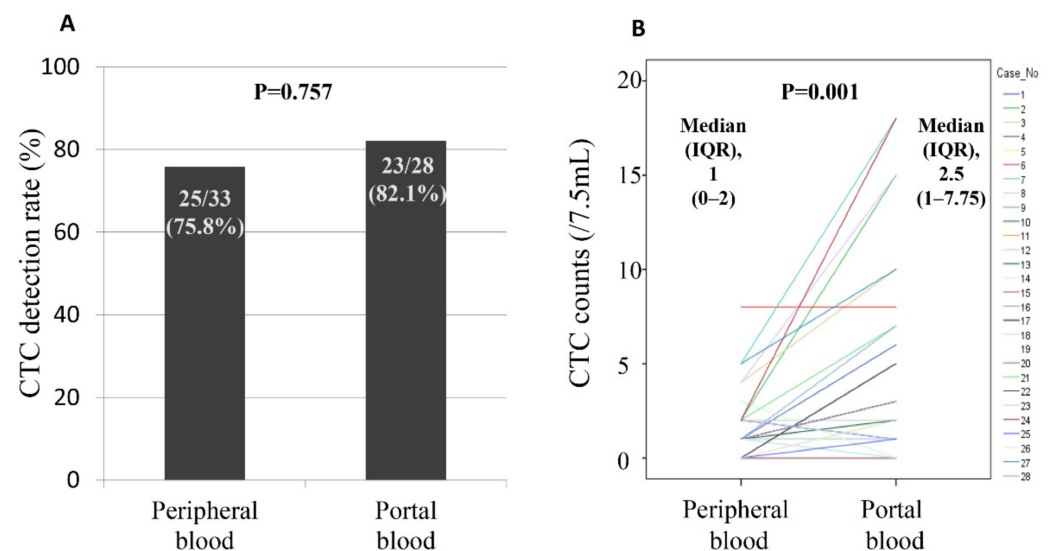 A
CTC detection rate (%)
100
80
60
40
20
0
P=0.757
25/33
(75.8%)
23/28
(82.1%)
Peripheral
blood
Portal
blood
B
CTC counts (/7.5mL)
20
15
10
5
0
P=0.001
Median
(IQR),
1
(0–2)
Median
(IQR),
2.5
(1–7.75)
Peripheral
blood
Portal
blood
Case_No
1
2
3
4
5
6
7
8
9
10
11
12
13
14
15
16
17
18
19
20
21
22
23
24
25
26
27
28